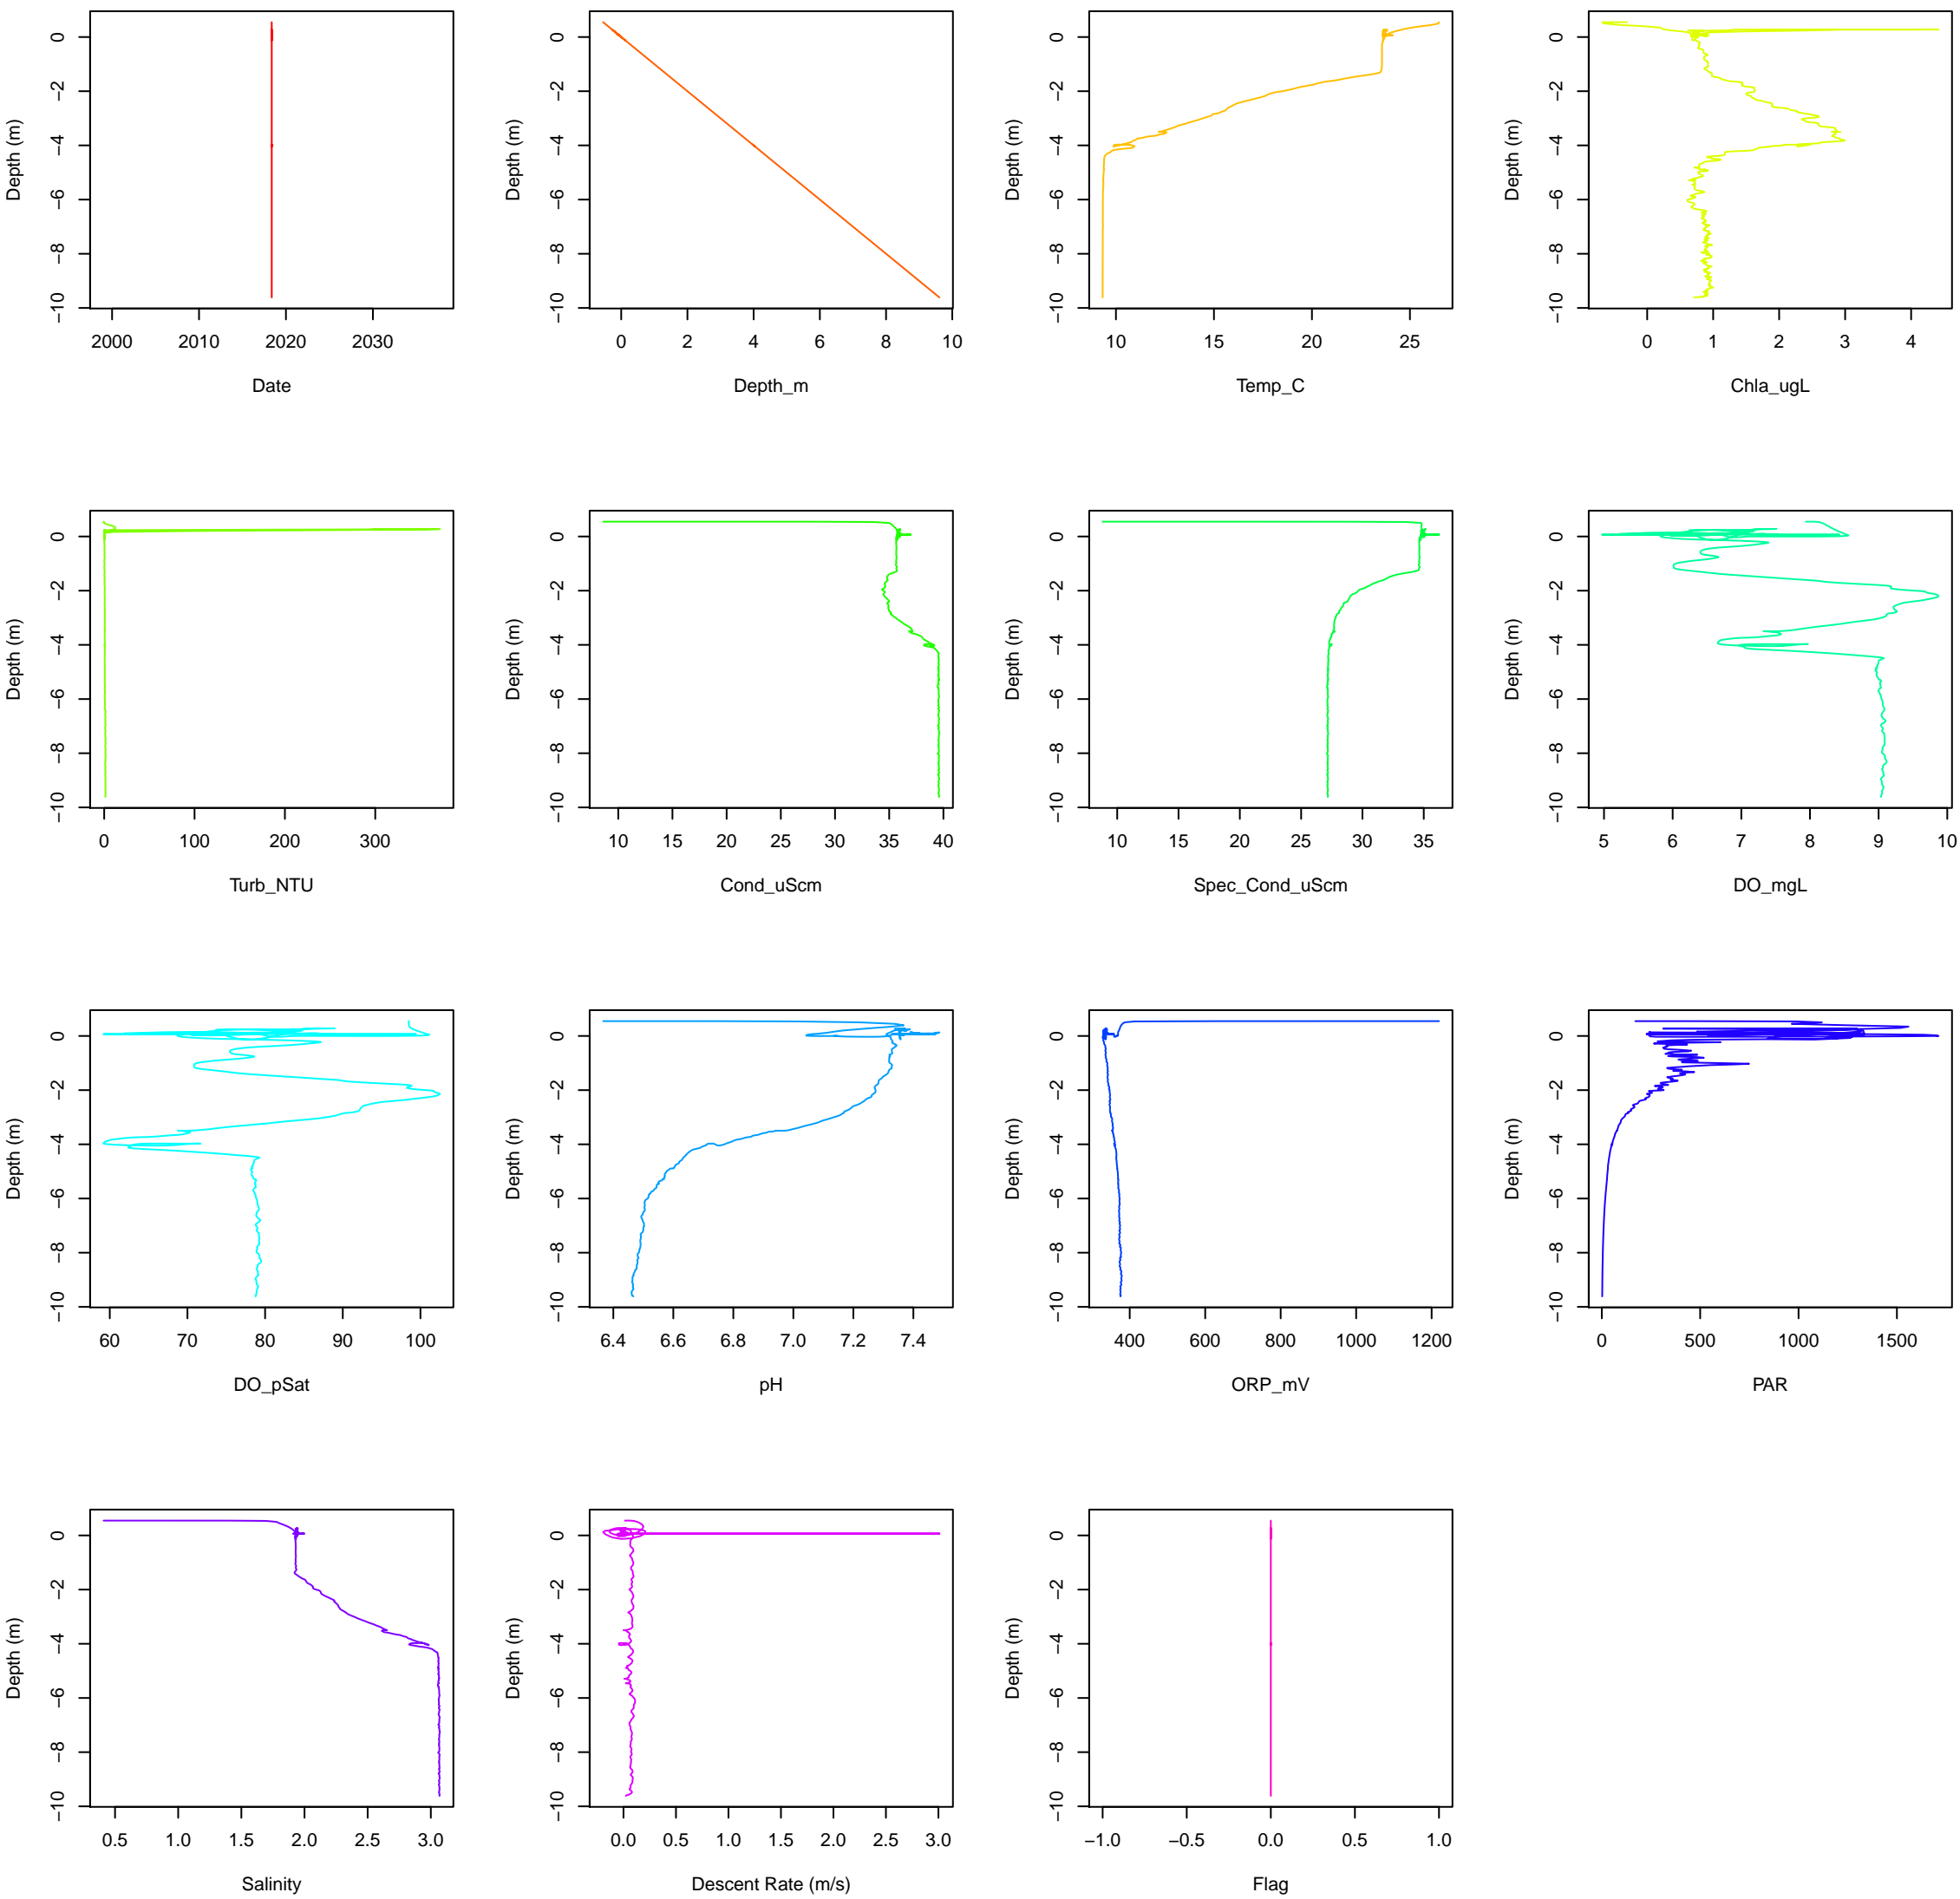 Depth (m)
0
−2
−4
−6
−8
−10
2000 2010 2020 2030
Date
Depth (m)
0
−2
−4
−6
−8
−10
0 2 4 6 8 10
Depth_m
Depth (m)
0
−2
−4
−6
−8
−10
10 15 20 25
Temp_C
Depth (m)
0
−2
−4
−6
−8
−10
0 1 2 3 4
Chla_ugL
Depth (m)
0
−2
−4
−6
−8
−10
0 100 200 300
Turb_NTU
Depth (m)
0
−2
−4
−6
−8
−10
10 15 20 25 30 35 40
Cond_uScm
Depth (m)
0
−2
−4
−6
−8
−10
10 15 20 25 30 35
Spec_Cond_uScm
Depth (m)
0
−2
−4
−6
−8
−10
5 6 7 8 9 10
DO_mgL
Depth (m)
0
−2
−4
−6
−8
−10
60 70 80 90 100
DO_pSat
Depth (m)
0
−2
−4
−6
−8
−10
6.4 6.6 6.8 7.0 7.2 7.4
pH
Depth (m)
0
−2
−4
−6
−8
−10
400 600 800 1000 1200
ORP_mV
Depth (m)
0
−2
−4
−6
−8
−10
0 500 1000 1500
PAR
Depth (m)
0
−2
−4
−6
−8
−10
0.5 1.0 1.5 2.0 2.5 3.0
Salinity
Depth (m)
0
−2
−4
−6
−8
−10
0.0 0.5 1.0 1.5 2.0 2.5 3.0
Descent Rate (m/s)
Depth (m)
0
−2
−4
−6
−8
−10
−1.0 −0.5 0.0 0.5 1.0
Flag